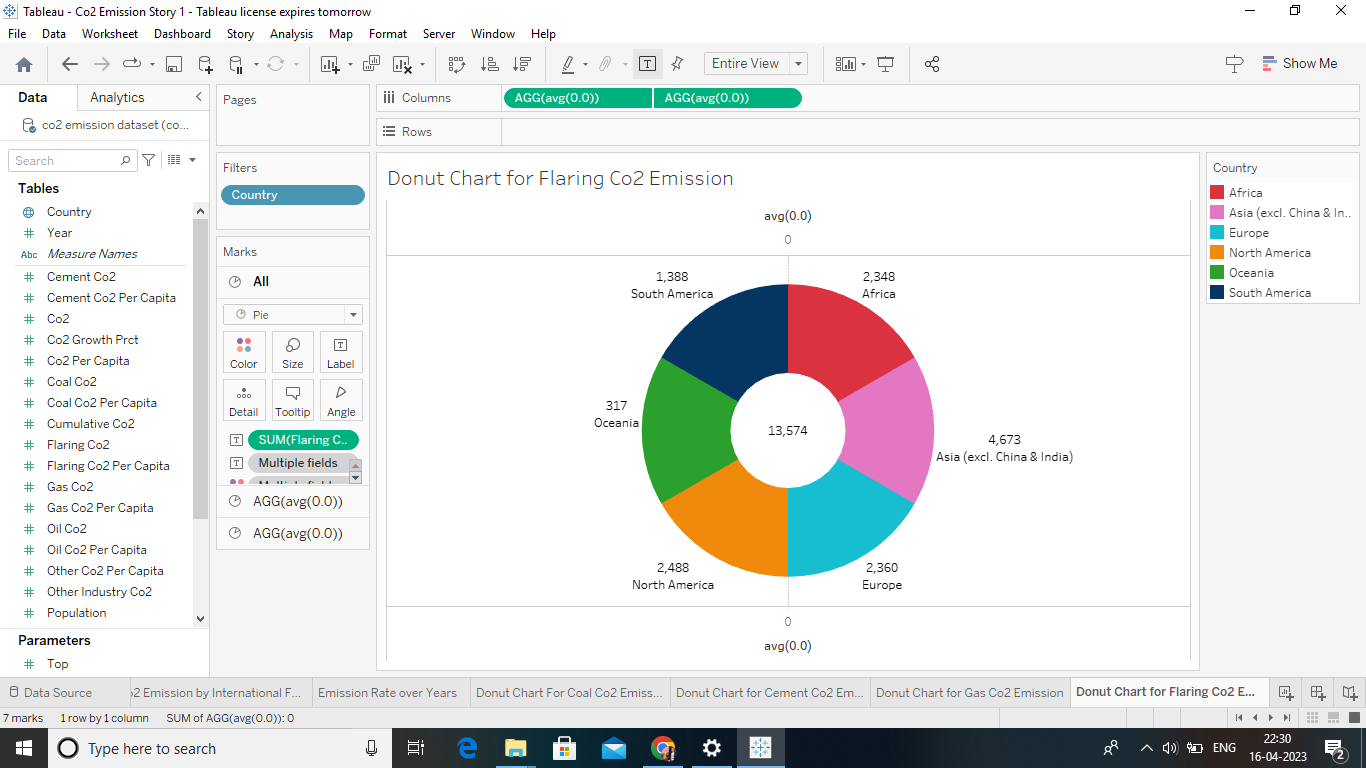 Tableau - Co2 Emission Story 1 - Tableau license expires tomorrow
File Data Worksheet Dashboard Story Analysis Map Format Server Window Help
T Entire View Show Me
Data Analytics
co2 emission dataset (co...
Search
Tables
Country
Year
Abc Measure Names
Cement Co2
Cement Co2 Per Capita
Co2
Co2 Growth Prct
Co2 Per Capita
Coal Co2
Coal Co2 Per Capita
Cumulative Co2
Flaring Co2
Flaring Co2 Per Capita
Gas Co2
Gas Co2 Per Capita
Oil Co2
Oil Co2 Per Capita
Other Co2 Per Capita
Other Industry Co2
Population
Parameters
Top
Pages
Filters
Country
Marks
All
Pie
Color Size Label
Detail Tooltip Angle
SUM(Flaring C..
Multiple fields
AGG(avg(0.0))
AGG(avg(0.0))
Columns AGG(avg(0.0)) AGG(avg(0.0))
Rows
Donut Chart for Flaring Co2 Emission
avg(0.0)
0
1,388
South America
2,348
Africa
317
Oceania
13,574
4,673
Asia (excl. China & India)
2,488
North America
2,360
Europe
0
avg(0.0)
Country
Africa
Asia (excl. China & In..
Europe
North America
Oceania
South America
Data Source o2 Emission by International F... Emission Rate over Years Donut Chart For Coal Co2 Emiss... Donut Chart for Cement Co2 Em... Donut Chart for Gas Co2 Emission Donut Chart for Flaring Co2 E...
7 marks 1 row by 1 column SUM of AGG(avg(0.0)): 0
Type here to search ENG 22:30
16-04-2023 2